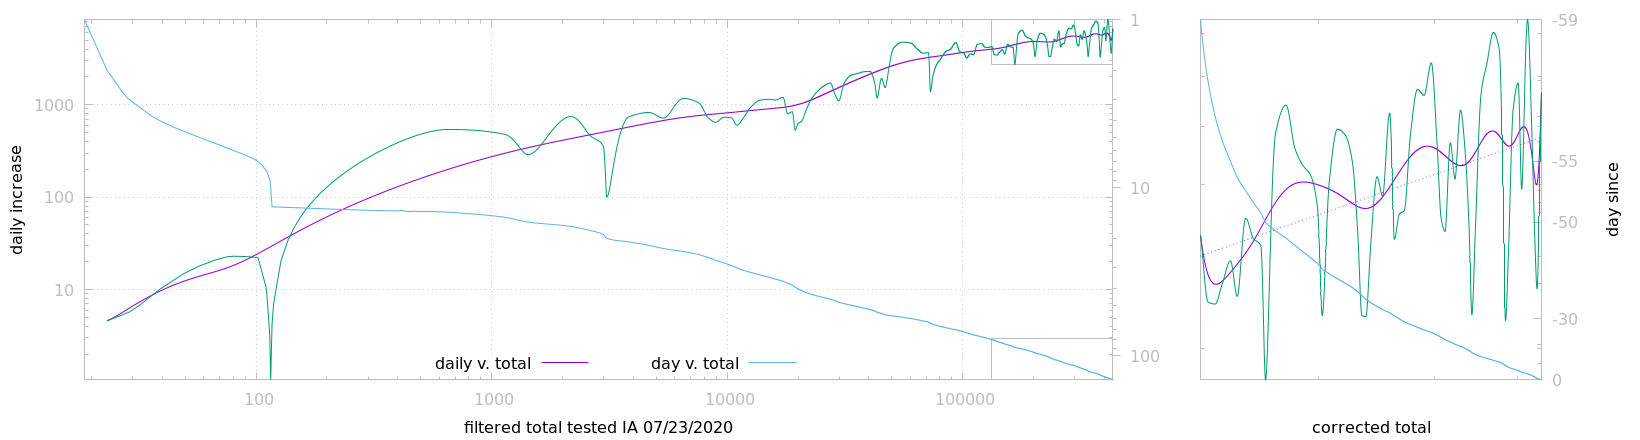 1
-59
1000
10
-55
100
-50
10
-30
100
0
daily increase
day since
daily v. total
day v. total
100
1000
10000
100000
filtered total tested IA 07/23/2020
corrected total